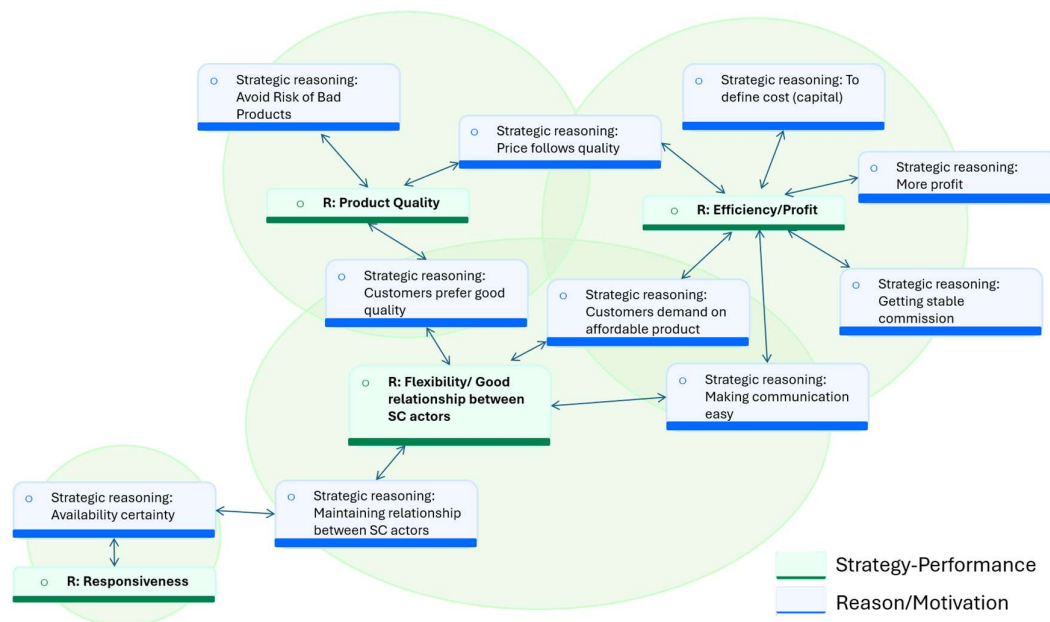 Strategic reasoning:
Avoid Risk of Bad
Products
Strategic reasoning: To
define cost (capital)
Strategic reasoning:
Price follows quality
Strategic reasoning:
More profit
R: Product Quality
R: Efficiency/Profit
Strategic reasoning:
Customers prefer good
quality
Strategic reasoning:
Customers demand on
affordable product
Strategic reasoning:
Getting stable
commission
R: Flexibility/ Good
relationship between
SC actors
Strategic reasoning:
Making communication
easy
Strategic reasoning:
Availability certainty
Strategic reasoning:
Maintaining relationship
between SC actors
R: Responsiveness
Strategy-Performance
Reason/Motivation